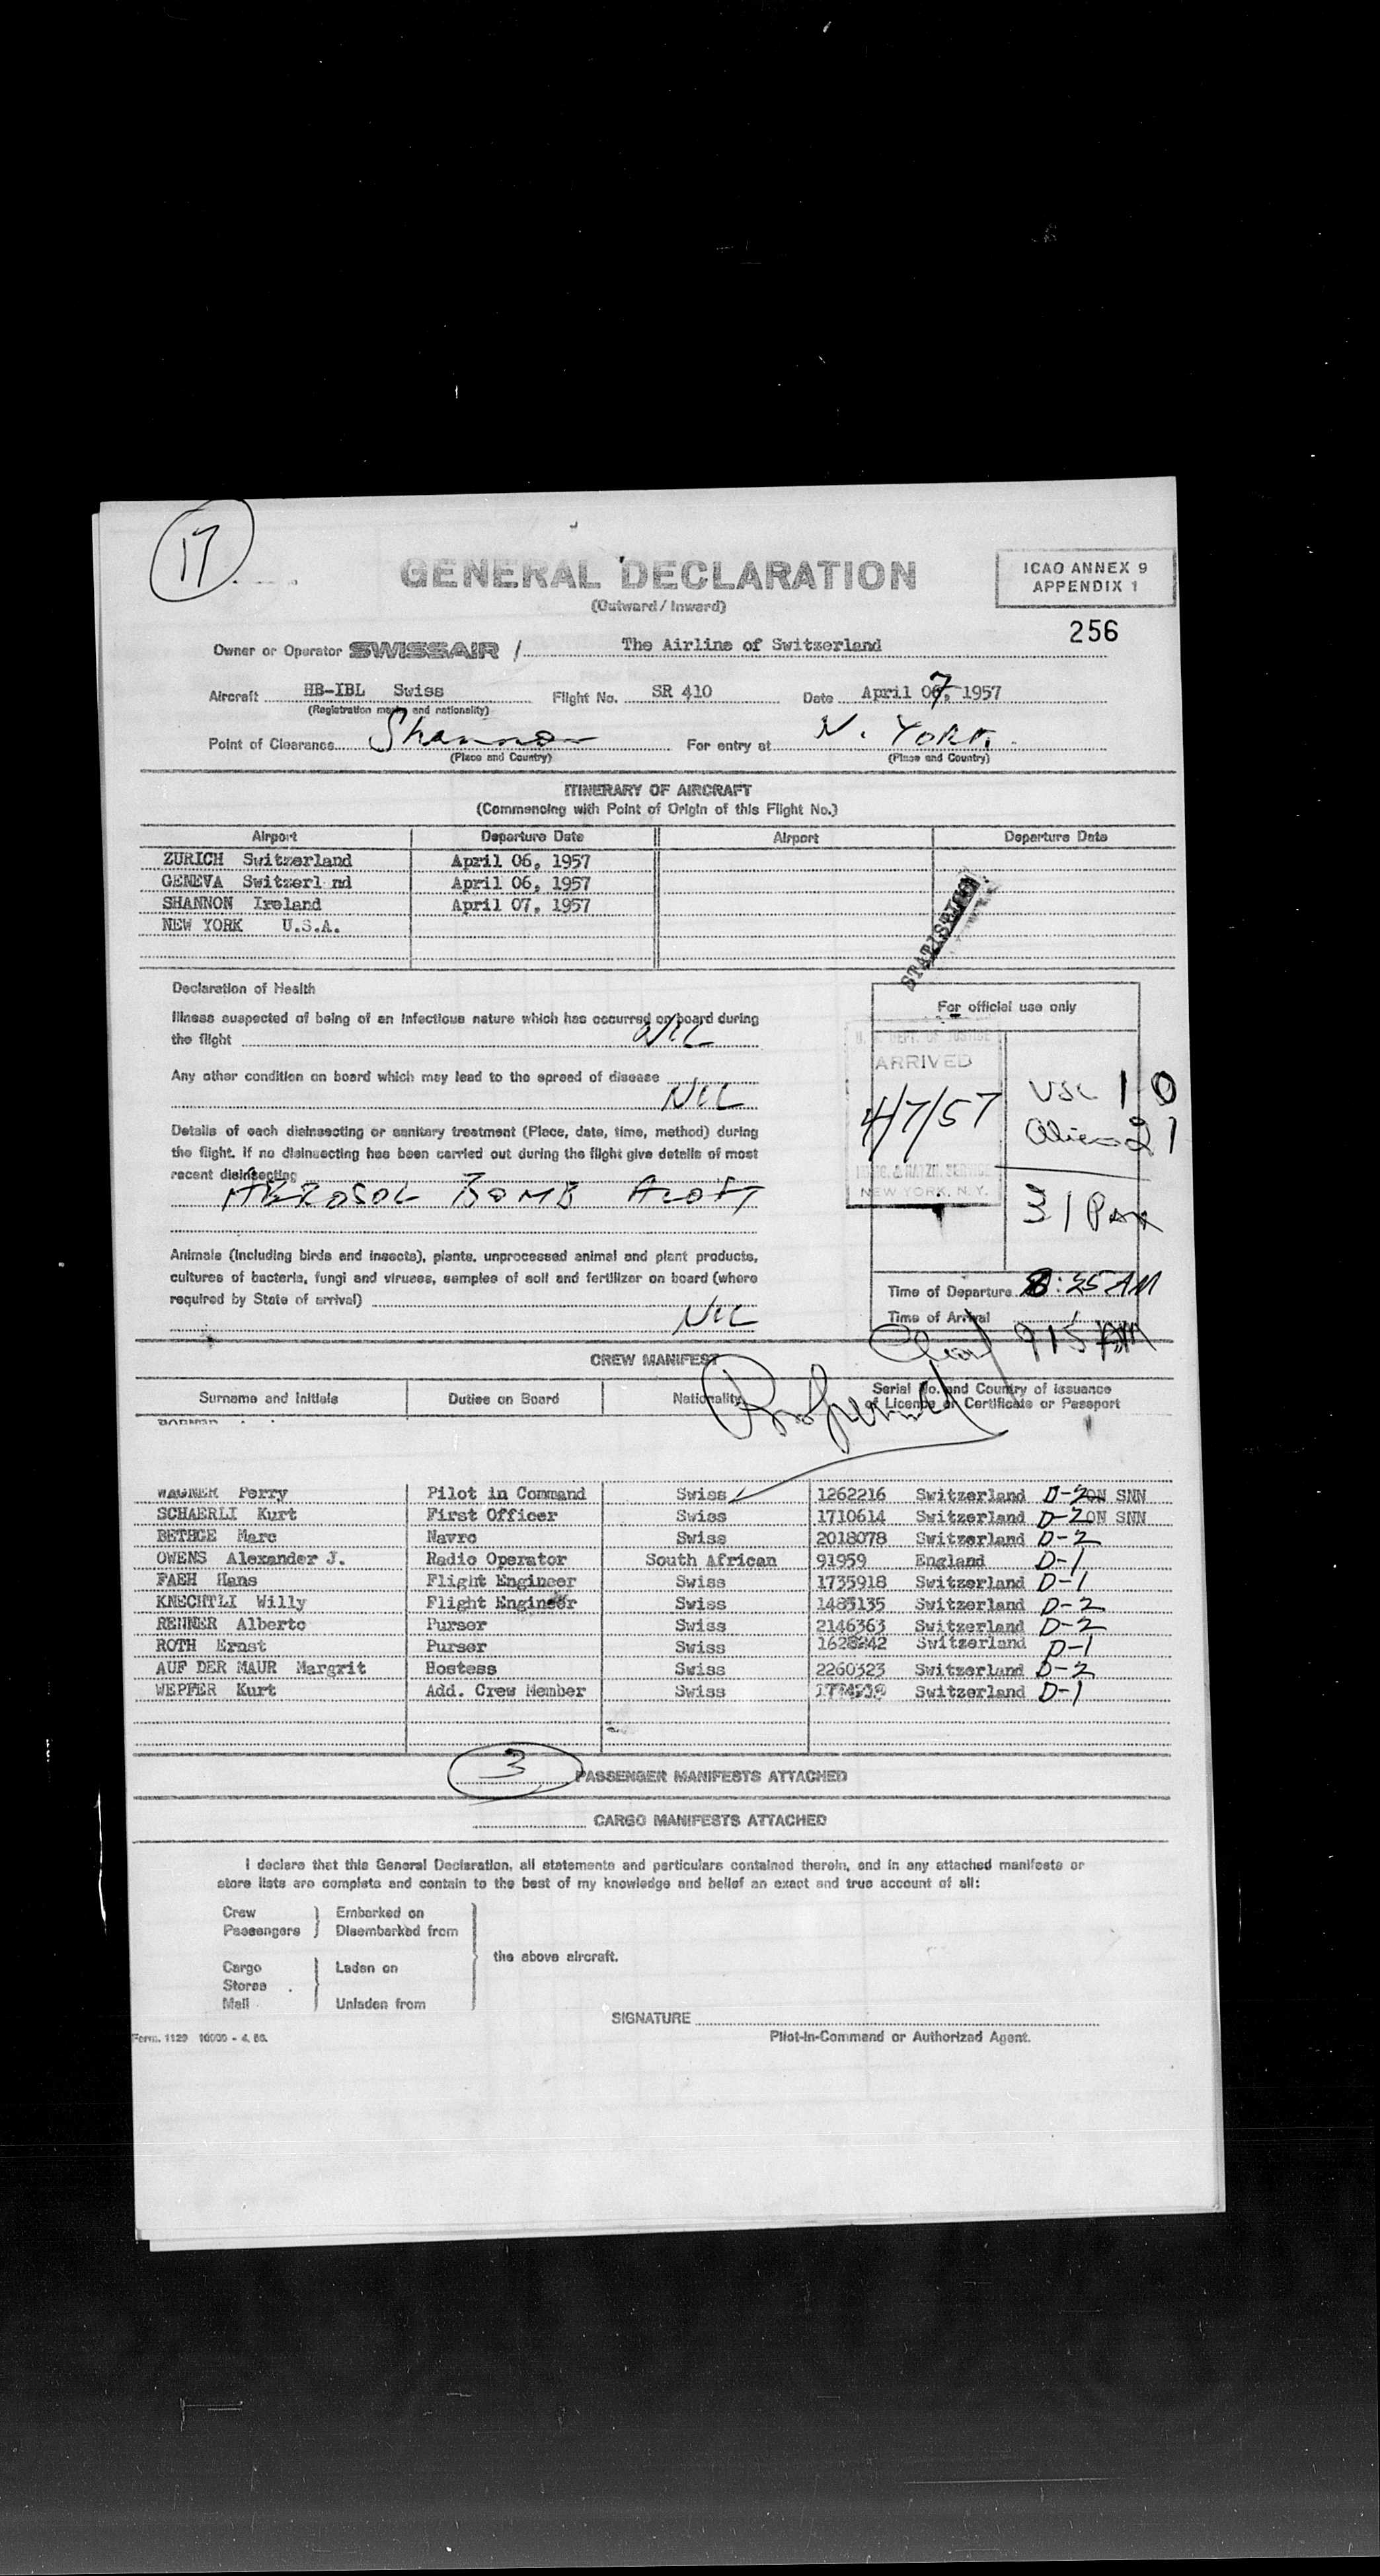 17
GENERAL DECLARATION
(Outward / Inward)
ICAO ANNEX 9
APPENDIX 1
256
Owner or Operator SWISSAIR / The Airline of Switzerland
Aircraft HB-IBL Swiss Flight No. SR 410 Date April 07, 1957
(Registration marks and nationality)
Point of Clearance Shannon For entry at N. YORK.
(Place and Country) (Place and Country)
ITINERARY OF AIRCRAFT
(Commencing with Point of Origin of this Flight No.)
Airport Departure Date Airport Departure Date
ZURICH Switzerland April 06, 1957
GENEVA Switzerl nd April 06, 1957
SHANNON Ireland April 07, 1957
NEW YORK U.S.A.
Declaration of Health
Illness suspected of being of an infectious nature which has occurred on board during
the flight NIL
Any other condition on board which may lead to the spread of disease
NIL
Details of each disinsecting or sanitary treatment (Place, date, time, method) during
the flight. If no disinsecting has been carried out during the flight give details of most
recent disinsecting
AEROSOL BOMB ALOFT
Animals (including birds and insects), plants, unprocessed animal and plant products,
cultures of bacteria, fungi and viruses, samples of soil and fertilizer on board (where
required by State of arrival)
NIL
For official use only
U. S. DEPT. OF JUSTICE
ARRIVED
4/7/57
IMMIG. & NATZN. SERVICE
NEW YORK, N. Y.
USC 10
Alien 21
31 Pax
Time of Departure 8:25 AM
Time of Arrival
915 AM
CREW MANIFEST
Surname and Initials Duties on Board Nationality Serial No. and Country of Issuance
of Licence or Certificate or Passport
WAGNER Perry Pilot in Command Swiss 1262216 Switzerland D-2 ON SNN
SCHAERLI Kurt First Officer Swiss 1710614 Switzerland D-2 ON SNN
BETHGE Marc Navro Swiss 2018078 Switzerland D-2
OWENS Alexander J. Radio Operator South African 91959 England D-1
FAEH Hans Flight Engineer Swiss 1735918 Switzerland D-1
KNECHTLI Willy Flight Engineer Swiss 1485135 Switzerland D-2
RENNER Alberto Purser Swiss 2146363 Switzerland D-2
ROTH Ernst Purser Swiss Switzerland D-1
AUF DER MAUR Margrit Hostess Swiss 2260323 Switzerland D-2
WEPFER Kurt Add. Crew Member Swiss Switzerland D-1
3 PASSENGER MANIFESTS ATTACHED
CARGO MANIFESTS ATTACHED
I declare that this General Declaration, all statements and particulars contained therein, and in any attached manifests or
store lists are complete and contain to the best of my knowledge and belief an exact and true account of all:
Crew Embarked on
Passengers Disembarked from
the above aircraft.
Cargo Laden on
Stores
Mail Unladen from
SIGNATURE
Pilot-in-Command or Authorized Agent.
Form. 1129 10000 - 4. 56.